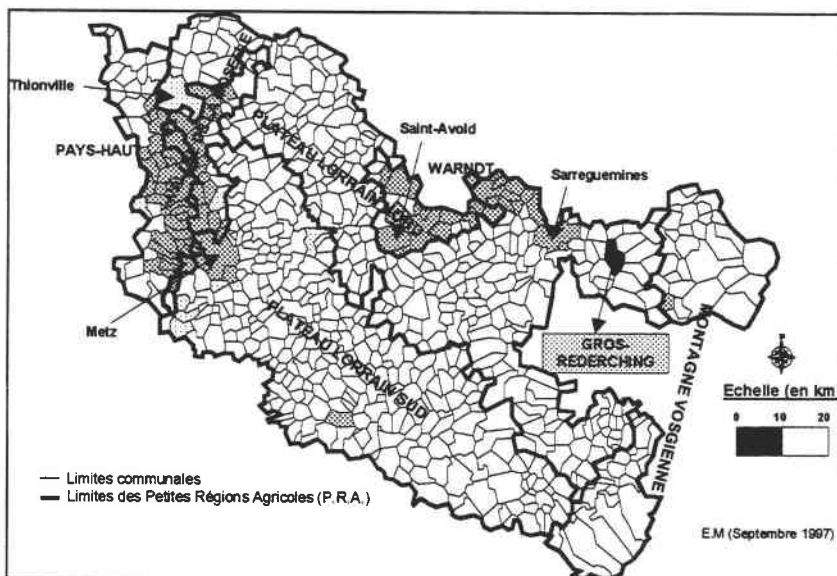 Thionville
PAYS-HAUT
Saint-Avold
WARNDT
PLATEAU LORRAIN
Sarreguemines
Metz
PLATEAU LORRAIN SUD
GROS-
REDERCHING
MONTAGNE VOSGIENNE
Echelle (en km
0 10 20
Limites communales
Limites des Petites Régions Agricoles (P.R.A.)
E.M (Septembre 1997)